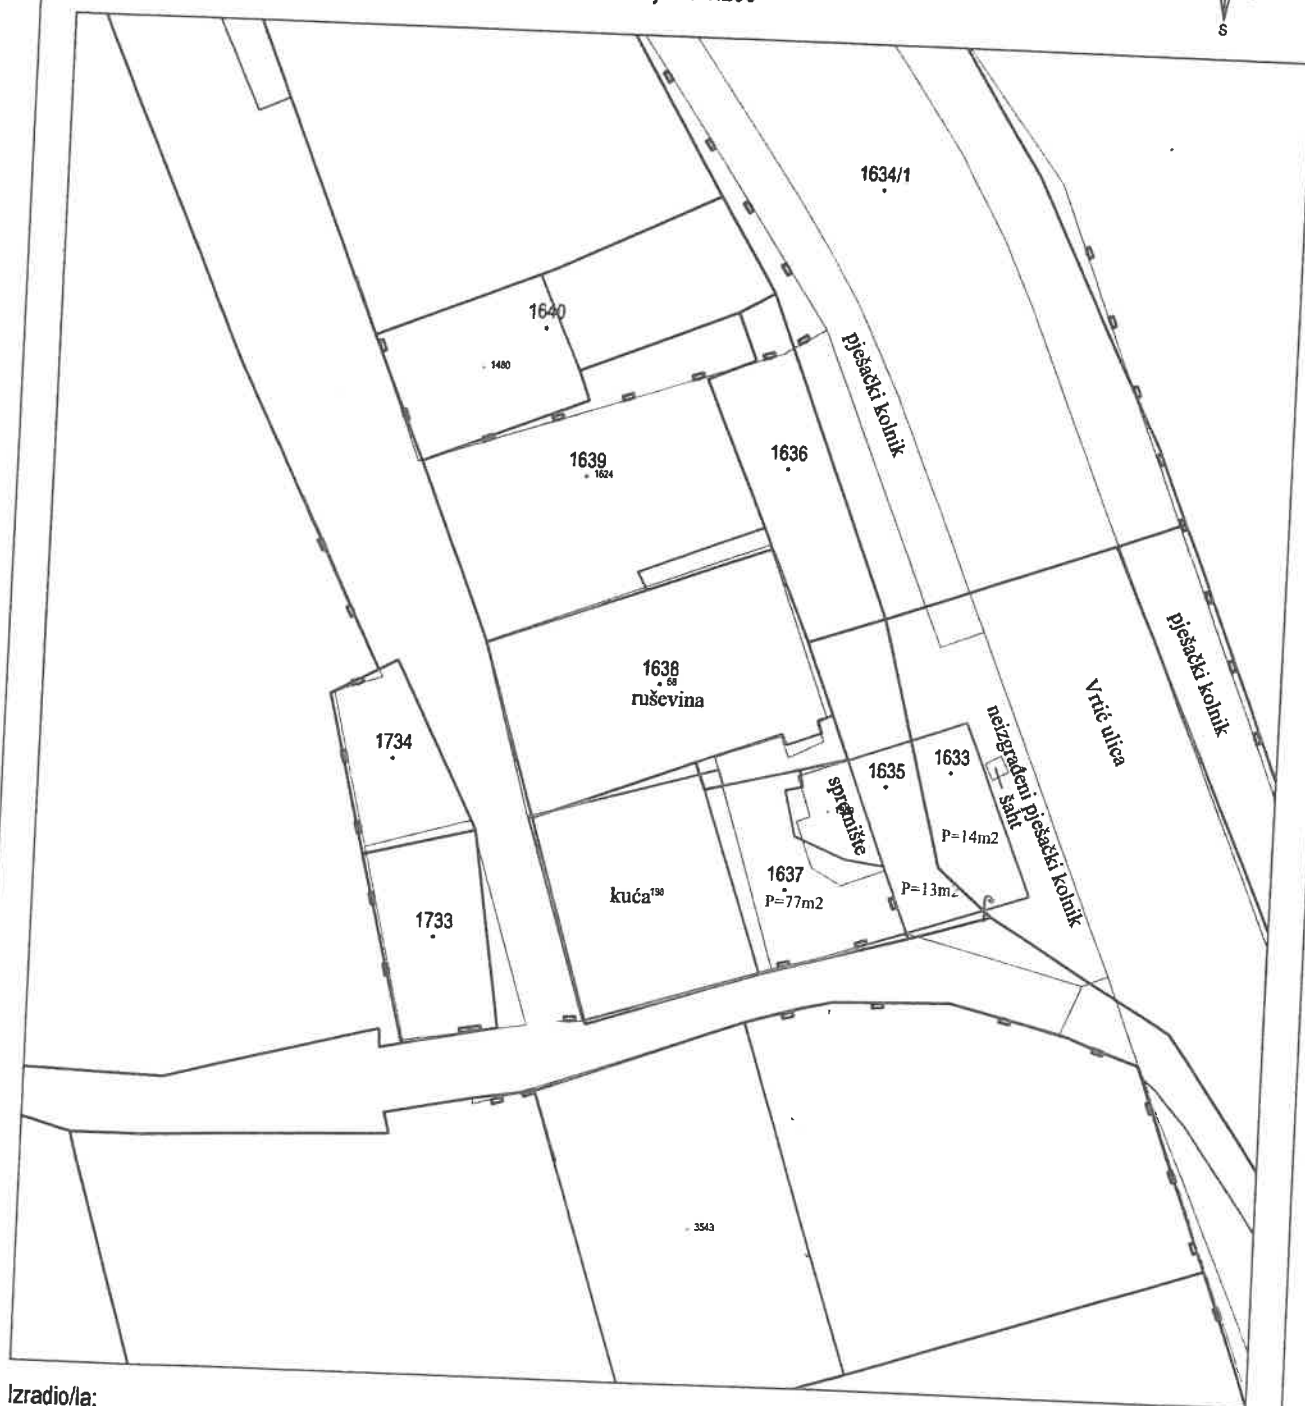 S
1634/1
1640
1480
pješački kolnik
1639
1624
1636
1638
68
ruševina
pješački kolnik
Vrtić ulica
neizgrađeni pješački kolnik
1734
1635
1633
šaht
spremište
P=14m2
1637
P=77m2
P=13m2
kuća
1733
3543
Izradio/la: